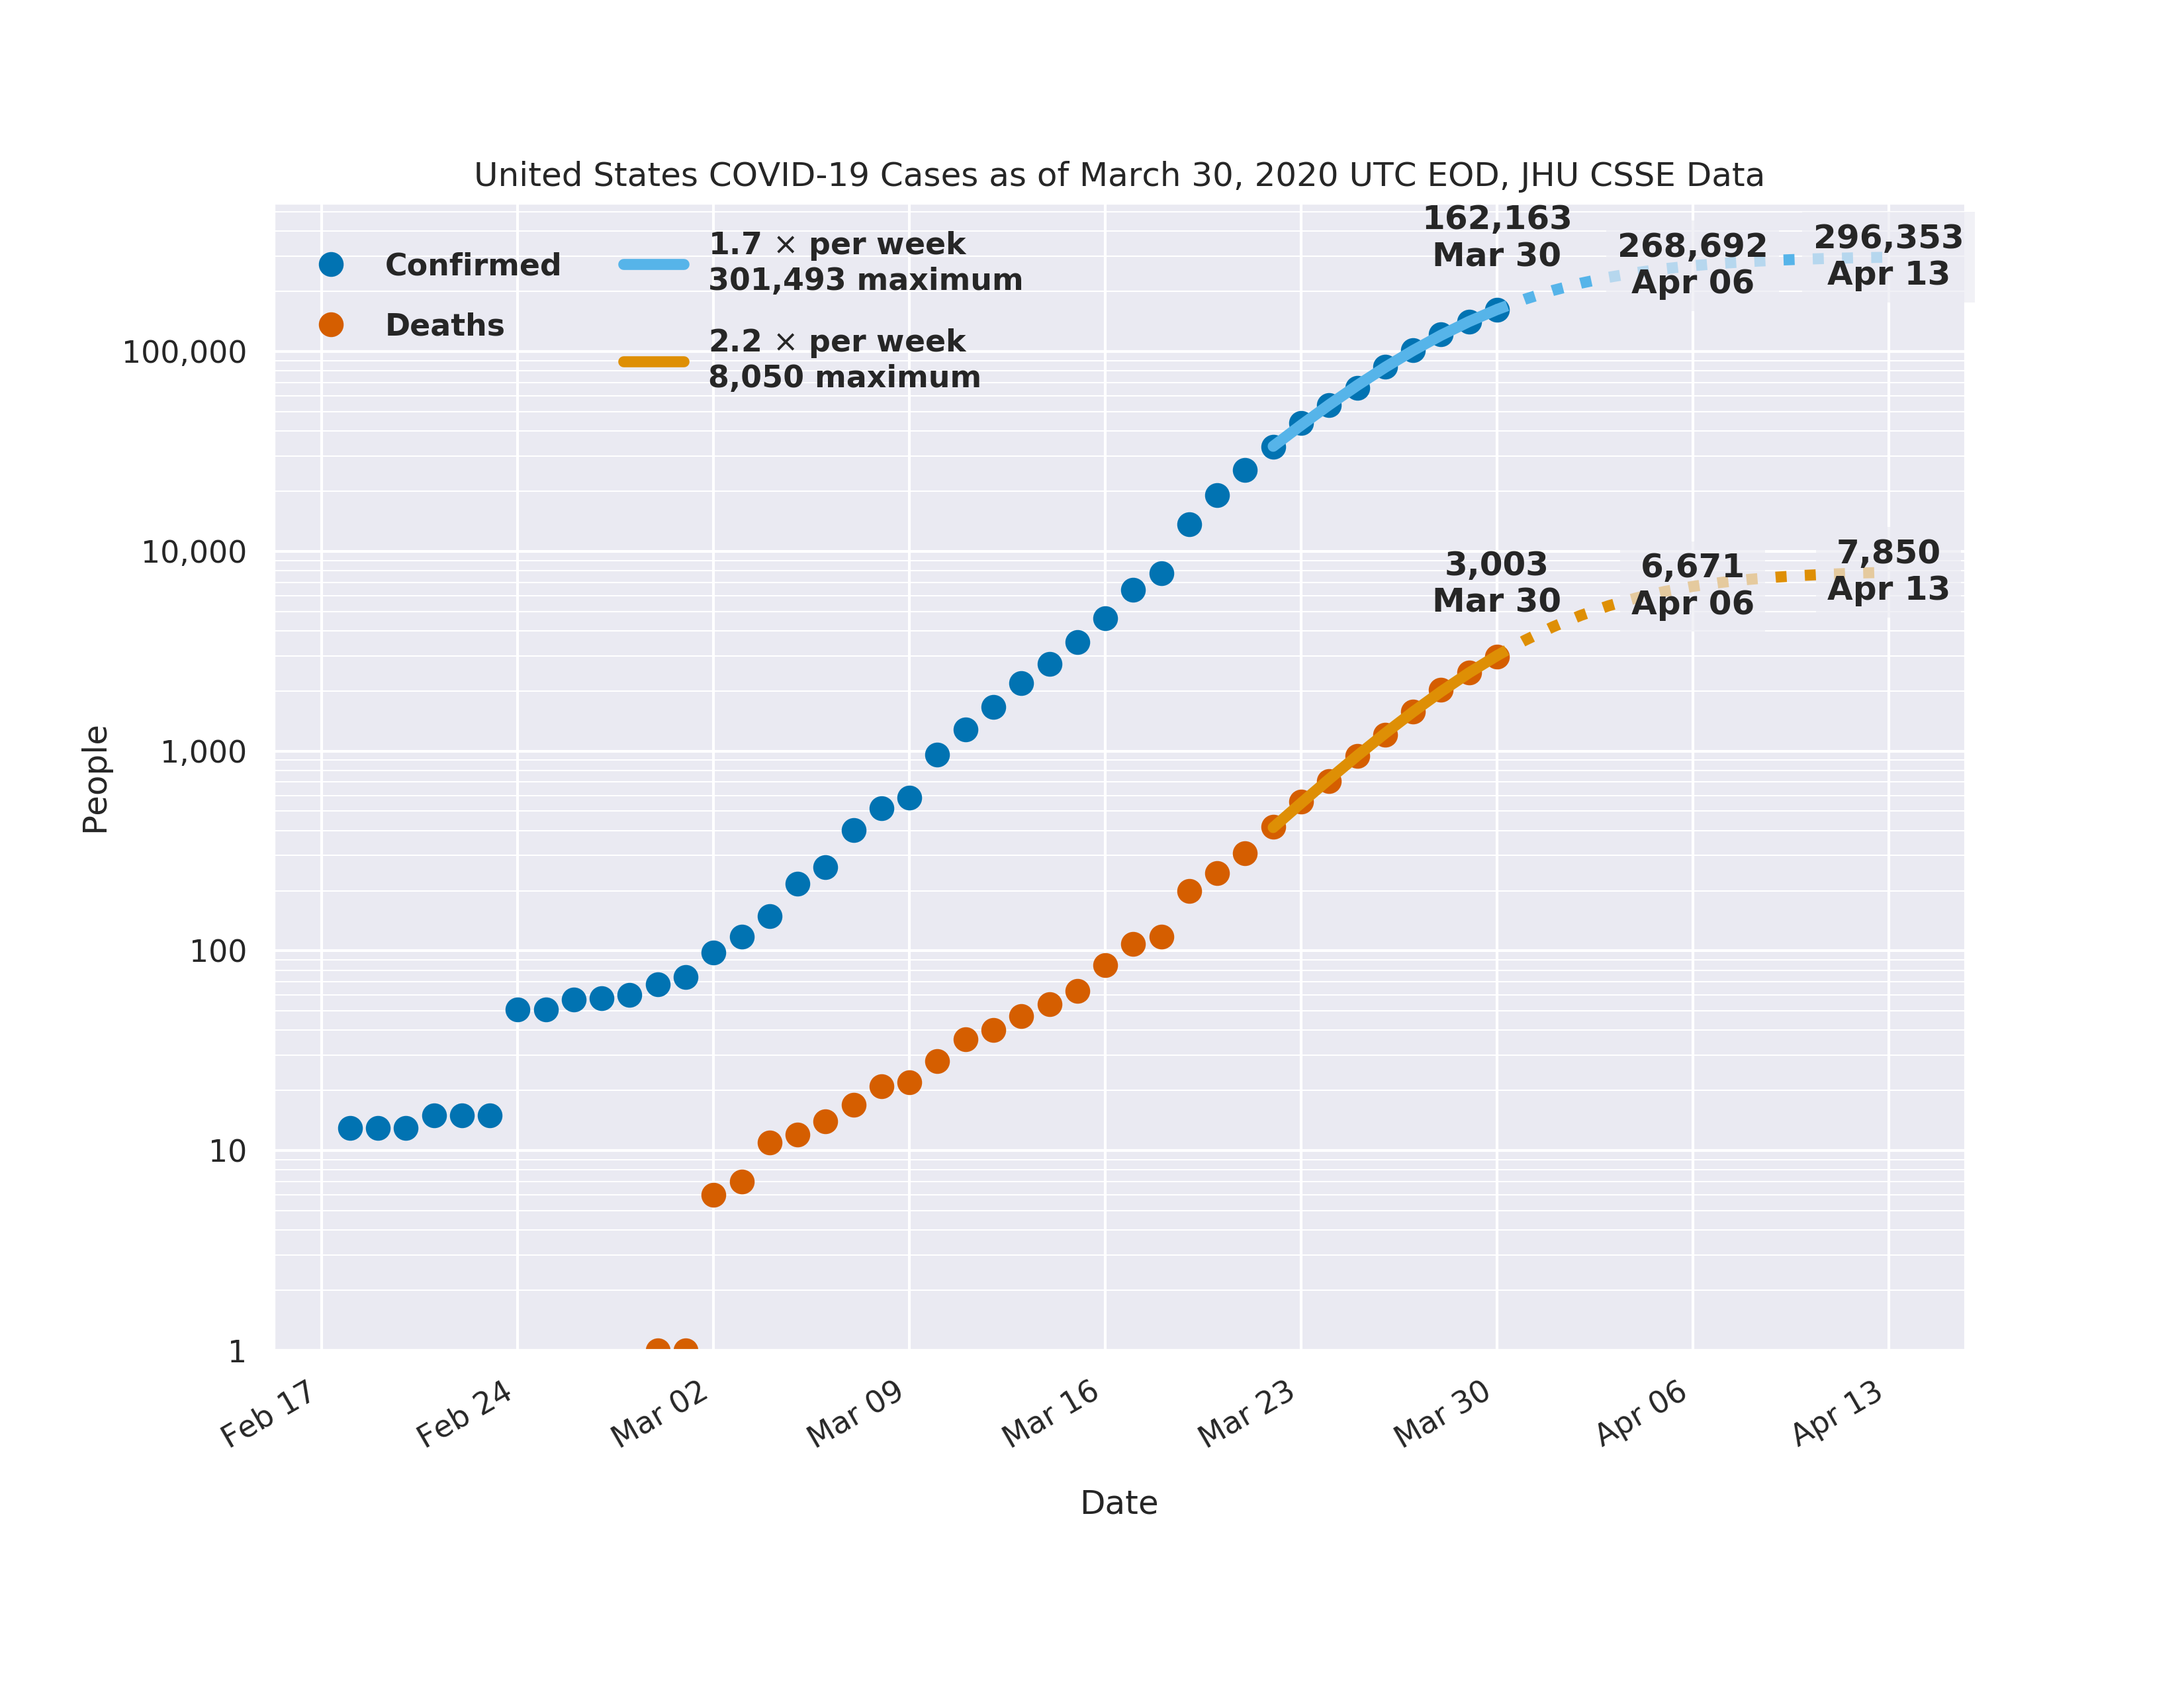 United States COVID-19 Cases as of March 30, 2020 UTC EOD, JHU CSSE Data
Confirmed
Deaths
1.7 × per week
301,493 maximum
2.2 × per week
8,050 maximum
162,163
Mar 30
268,692
Apr 06
296,353
Apr 13
3,003
Mar 30
6,671
Apr 06
7,850
Apr 13
People
100,000
10,000
1,000
100
10
1
Feb 17
Feb 24
Mar 02
Mar 09
Mar 16
Mar 23
Mar 30
Apr 06
Apr 13
Date